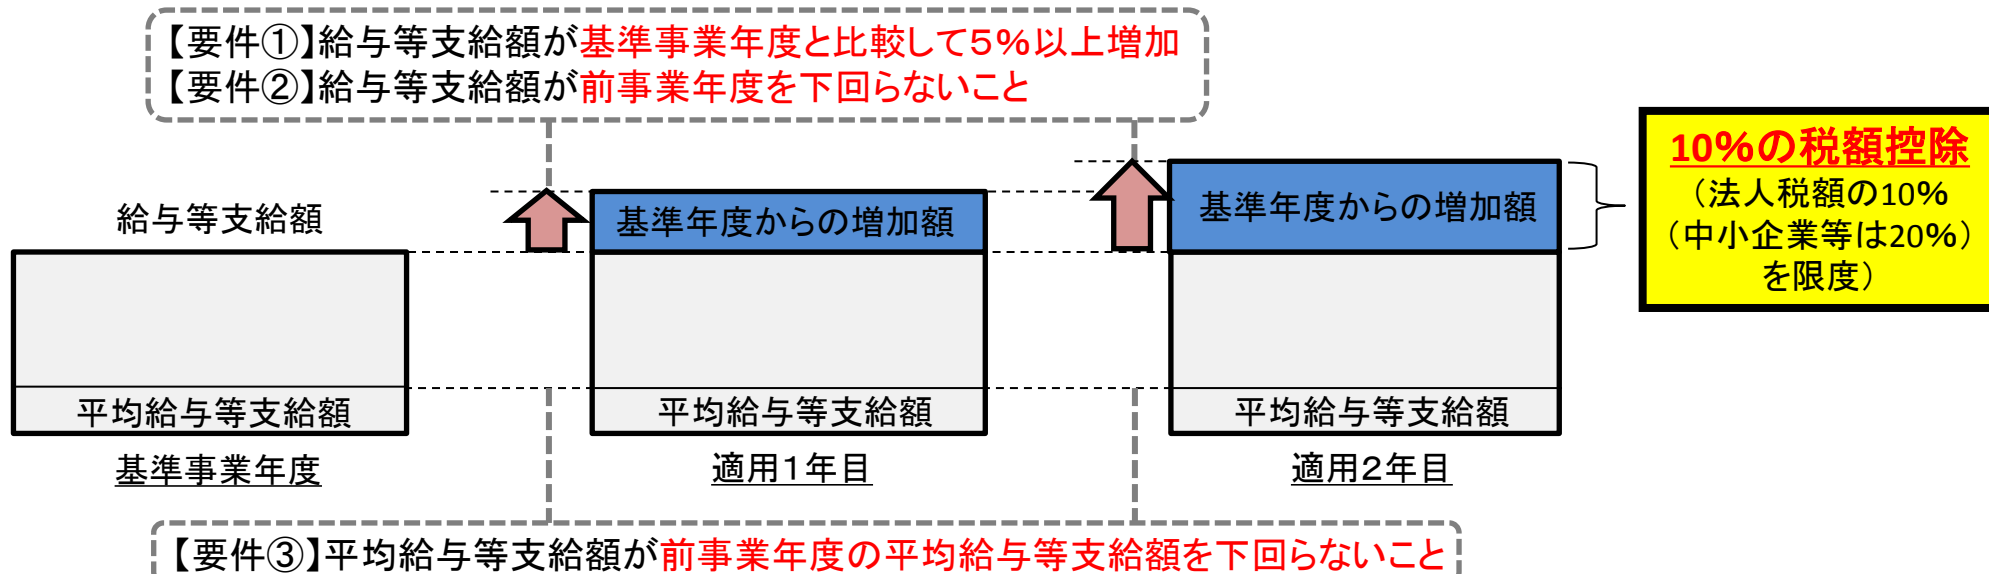 【要件①】給与等支給額が基準事業年度と比較して5%以上増加
【要件②】給与等支給額が前事業年度を下回らないこと
10%の税額控除
（法人税額の10%
（中小企業等は20%）
を限度）
給与等支給額
基準年度からの増加額
基準年度からの増加額
平均給与等支給額
平均給与等支給額
平均給与等支給額
基準事業年度
適用1年目
適用2年目
【要件③】平均給与等支給額が前事業年度の平均給与等支給額を下回らないこと